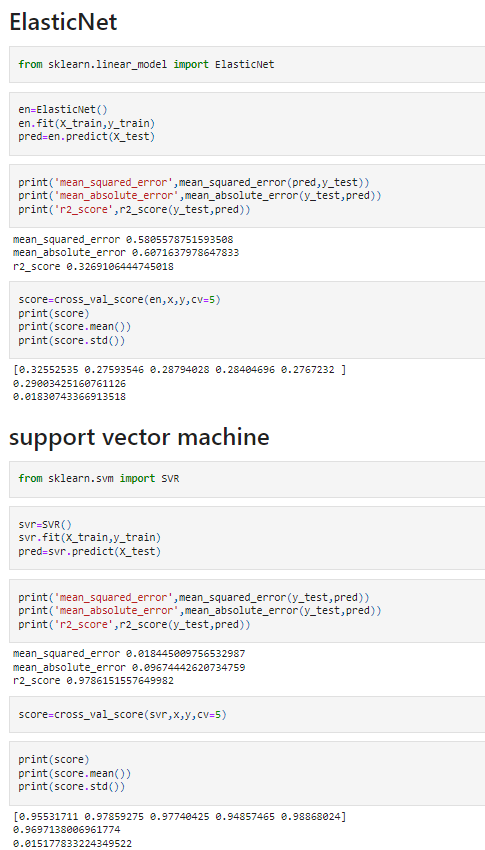 ElasticNet
from sklearn.linear_model import ElasticNet
en=ElasticNet()
en.fit(X_train,y_train)
pred=en.predict(X_test)
print('mean_squared_error',mean_squared_error(pred,y_test))
print('mean_absolute_error',mean_absolute_error(y_test,pred))
print('r2_score',r2_score(y_test,pred))
mean_squared_error 0.5805578751593508
mean_absolute_error 0.6071637978647833
r2_score 0.3269106444745018
score=cross_val_score(en,x,y,cv=5)
print(score)
print(score.mean())
print(score.std())
[0.32552535 0.27593546 0.28794028 0.28404696 0.2767232 ]
0.29003425160761126
0.01830743366913518
support vector machine
from sklearn.svm import SVR
svr=SVR()
svr.fit(X_train,y_train)
pred=svr.predict(X_test)
print('mean_squared_error',mean_squared_error(y_test,pred))
print('mean_absolute_error',mean_absolute_error(y_test,pred))
print('r2_score',r2_score(y_test,pred))
mean_squared_error 0.018445009756532987
mean_absolute_error 0.09674442620734759
r2_score 0.9786151557649982
score=cross_val_score(svr,x,y,cv=5)
print(score)
print(score.mean())
print(score.std())
[0.95531711 0.97859275 0.97740425 0.94857465 0.98868024]
0.9697138006961774
0.015177833224349522